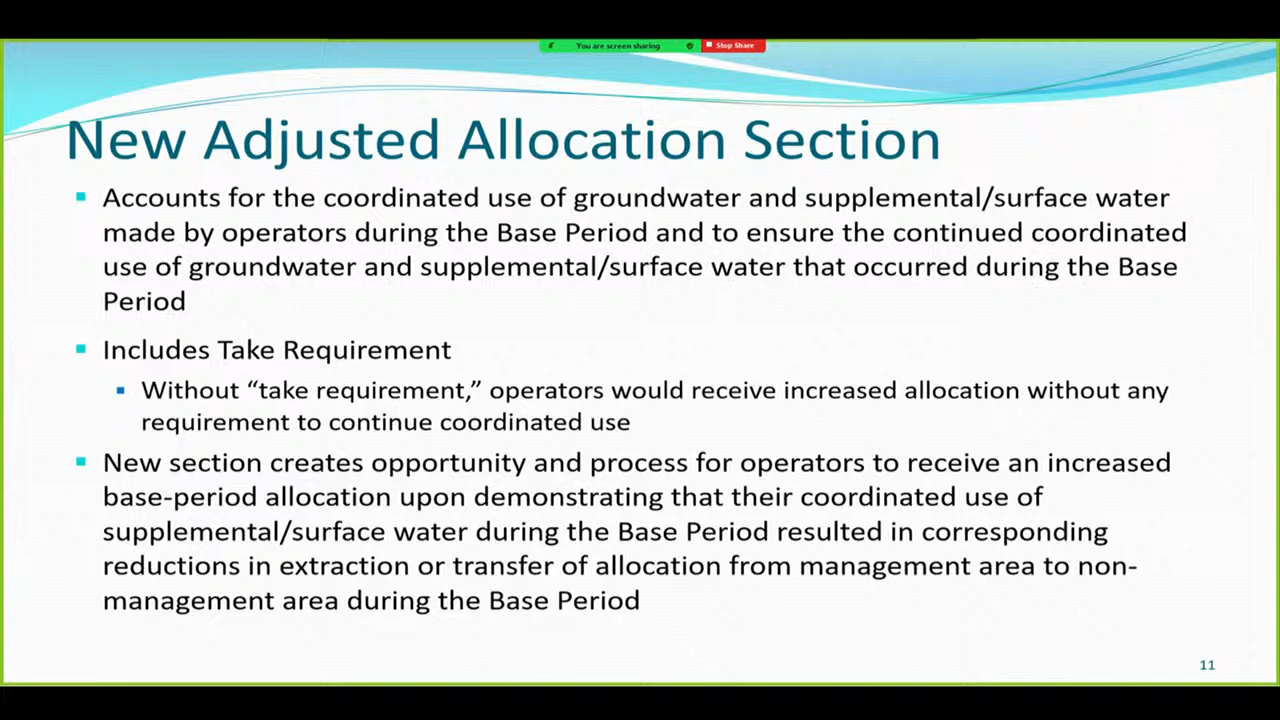 You are screen sharing
Stop Share
New Adjusted Allocation Section
Accounts for the coordinated use of groundwater and supplemental/surface water
made by operators during the Base Period and to ensure the continued coordinated
use of groundwater and supplemental/surface water that occurred during the Base
Period
Includes Take Requirement
Without “take requirement,” operators would receive increased allocation without any
requirement to continue coordinated use
New section creates opportunity and process for operators to receive an increased
base-period allocation upon demonstrating that their coordinated use of
supplemental/surface water during the Base Period resulted in corresponding
reductions in extraction or transfer of allocation from management area to non-
management area during the Base Period
11